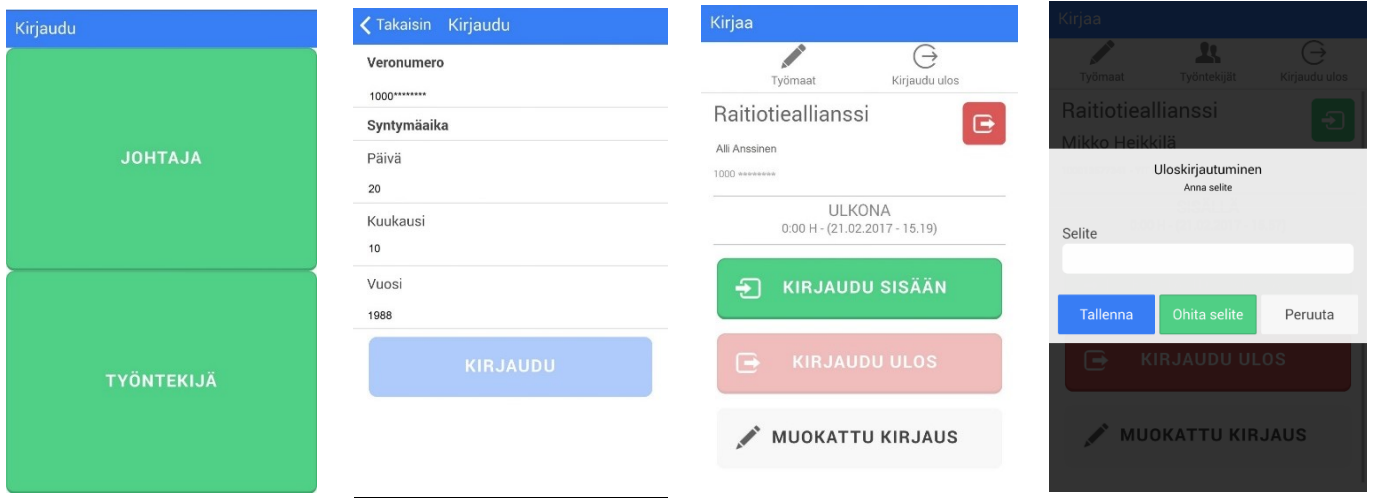 Kirjaudu
JOHTAJA
TYÖNTEKIJÄ
Takaisin Kirjaudu
Veronumero
1000********
Syntymäaika
Päivä
20
Kuukausi
10
Vuosi
1988
KIRJAUDU
Kirjaa
Työmaat Kirjaudu ulos
Raitiotieallianssi
Alli Anssinen
1000 ********
ULKONA
0:00 H - (21.02.2017 - 15.19)
KIRJAUDU SISÄÄN
KIRJAUDU ULOS
MUOKATTU KIRJAUS
Kirjaa
Työmaat Työntekijät Kirjaudu ulos
Raitiotieallianssi
Mikko Heikkilä
Uloskirjautuminen
Anna selite
Selite
Tallenna Ohita selite Peruuta
KIRJAUDU ULOS
MUOKATTU KIRJAUS